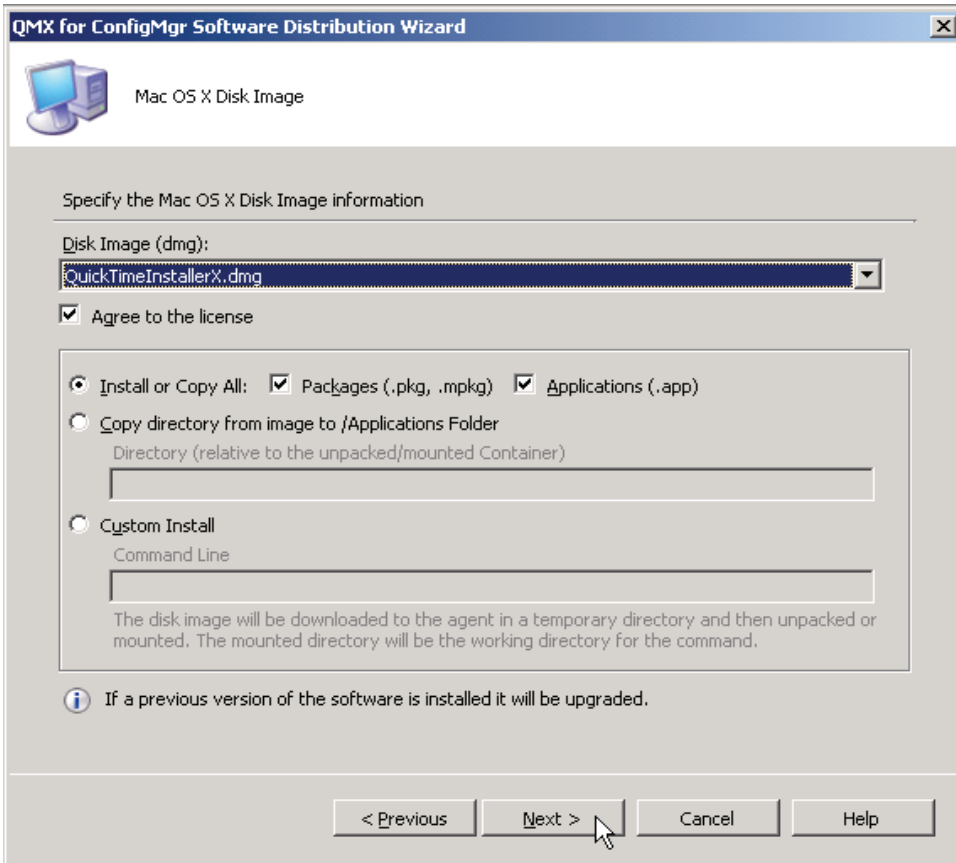 QMX for ConfigMgr Software Distribution Wizard
Mac OS X Disk Image
Specify the Mac OS X Disk Image information
Disk Image (dmg):
QuickTimeInstallerX.dmg
Agree to the license
Install or Copy All: Packages (.pkg, .mpkg) Applications (.app)
Copy directory from image to /Applications Folder
Directory (relative to the unpacked/mounted Container)
Custom Install
Command Line
The disk image will be downloaded to the agent in a temporary directory and then unpacked or
mounted. The mounted directory will be the working directory for the command.
If a previous version of the software is installed it will be upgraded.
< Previous Next > Cancel Help